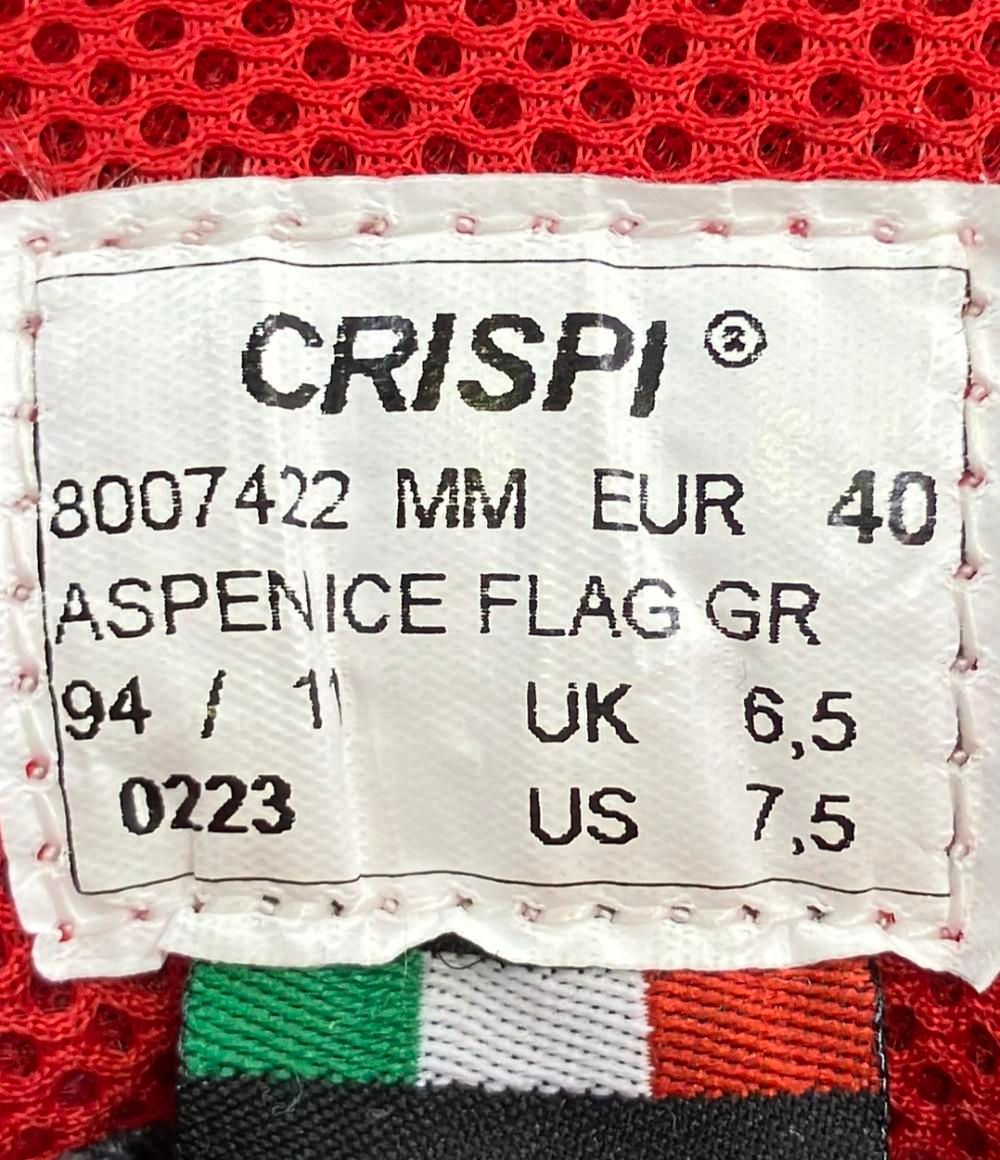 CRISPI ®
8007422 MM EUR 40
ASPENICE FLAG GR
94 / 11 UK 6,5
0223 US 7,5